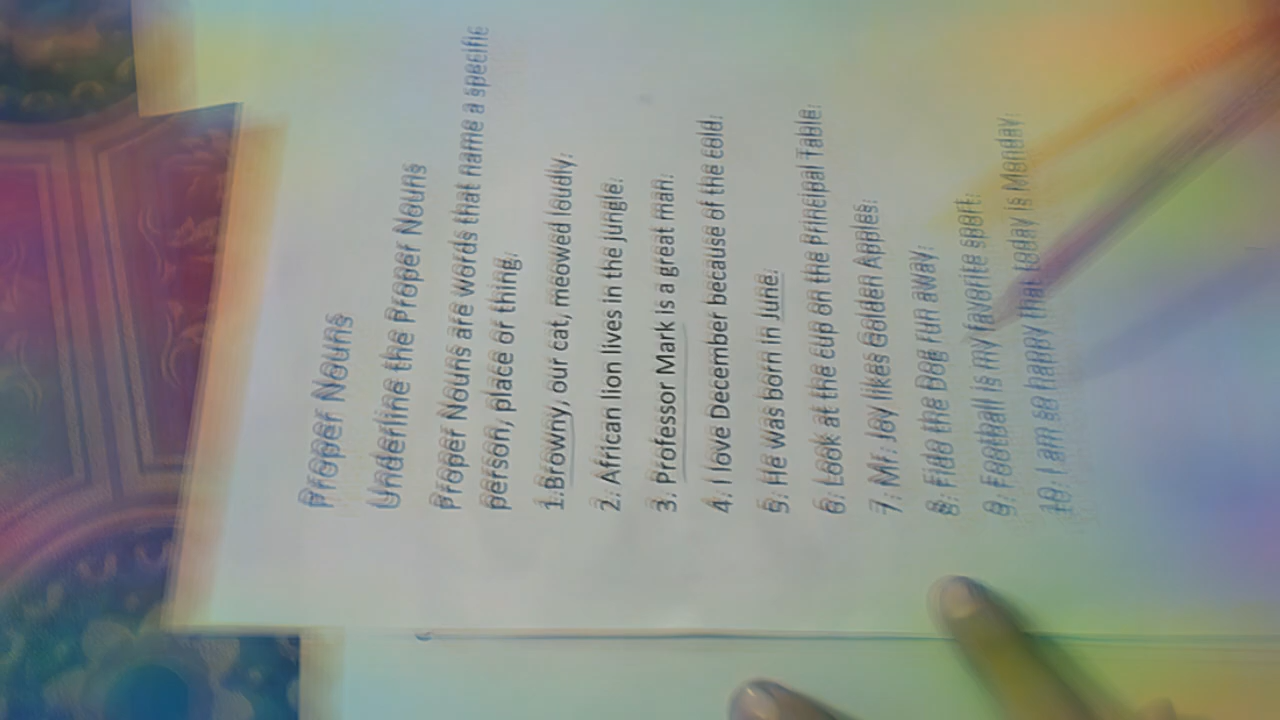 Proper Nouns
Underline the Proper Nouns
Proper Nouns are words that name a specific
person, place or thing.
1.Browny, our cat, meowed loudly.
2. African lion lives in the jungle.
3. Professor Mark is a great man.
4. I love December because of the cold.
5. He was born in June.
6. Look at the cup on the Principal Table.
7. Mr. Joy likes Golden Apples.
8. Fido the Dog run away.
9. Football is my favorite sport.
10. I am so happy that today is Monday.